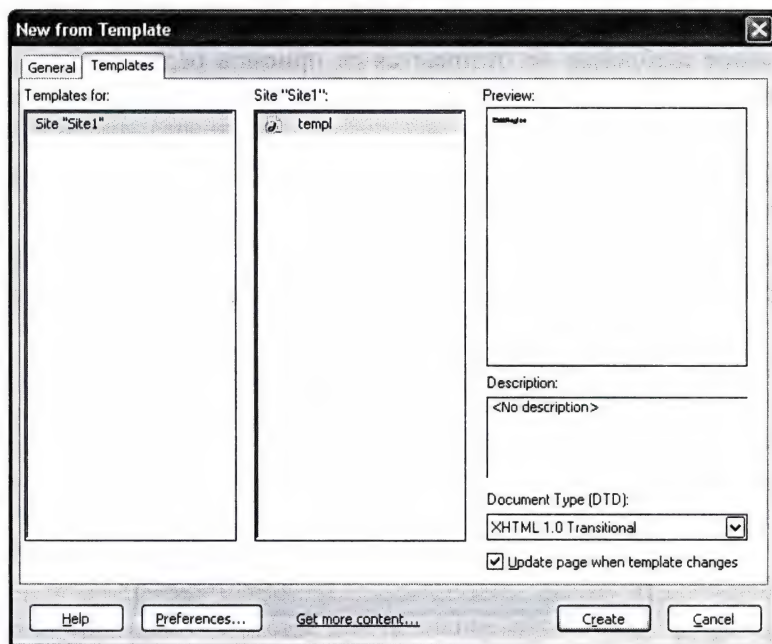 New from Template
General
Templates
Templates for:
Site "Site1"
Site "Site1":
templ
Preview:
Description:
<No description>
Document Type (DTD):
XHTML 1.0 Transitional
Update page when template changes
Help
Preferences...
Get more content...
Create
Cancel